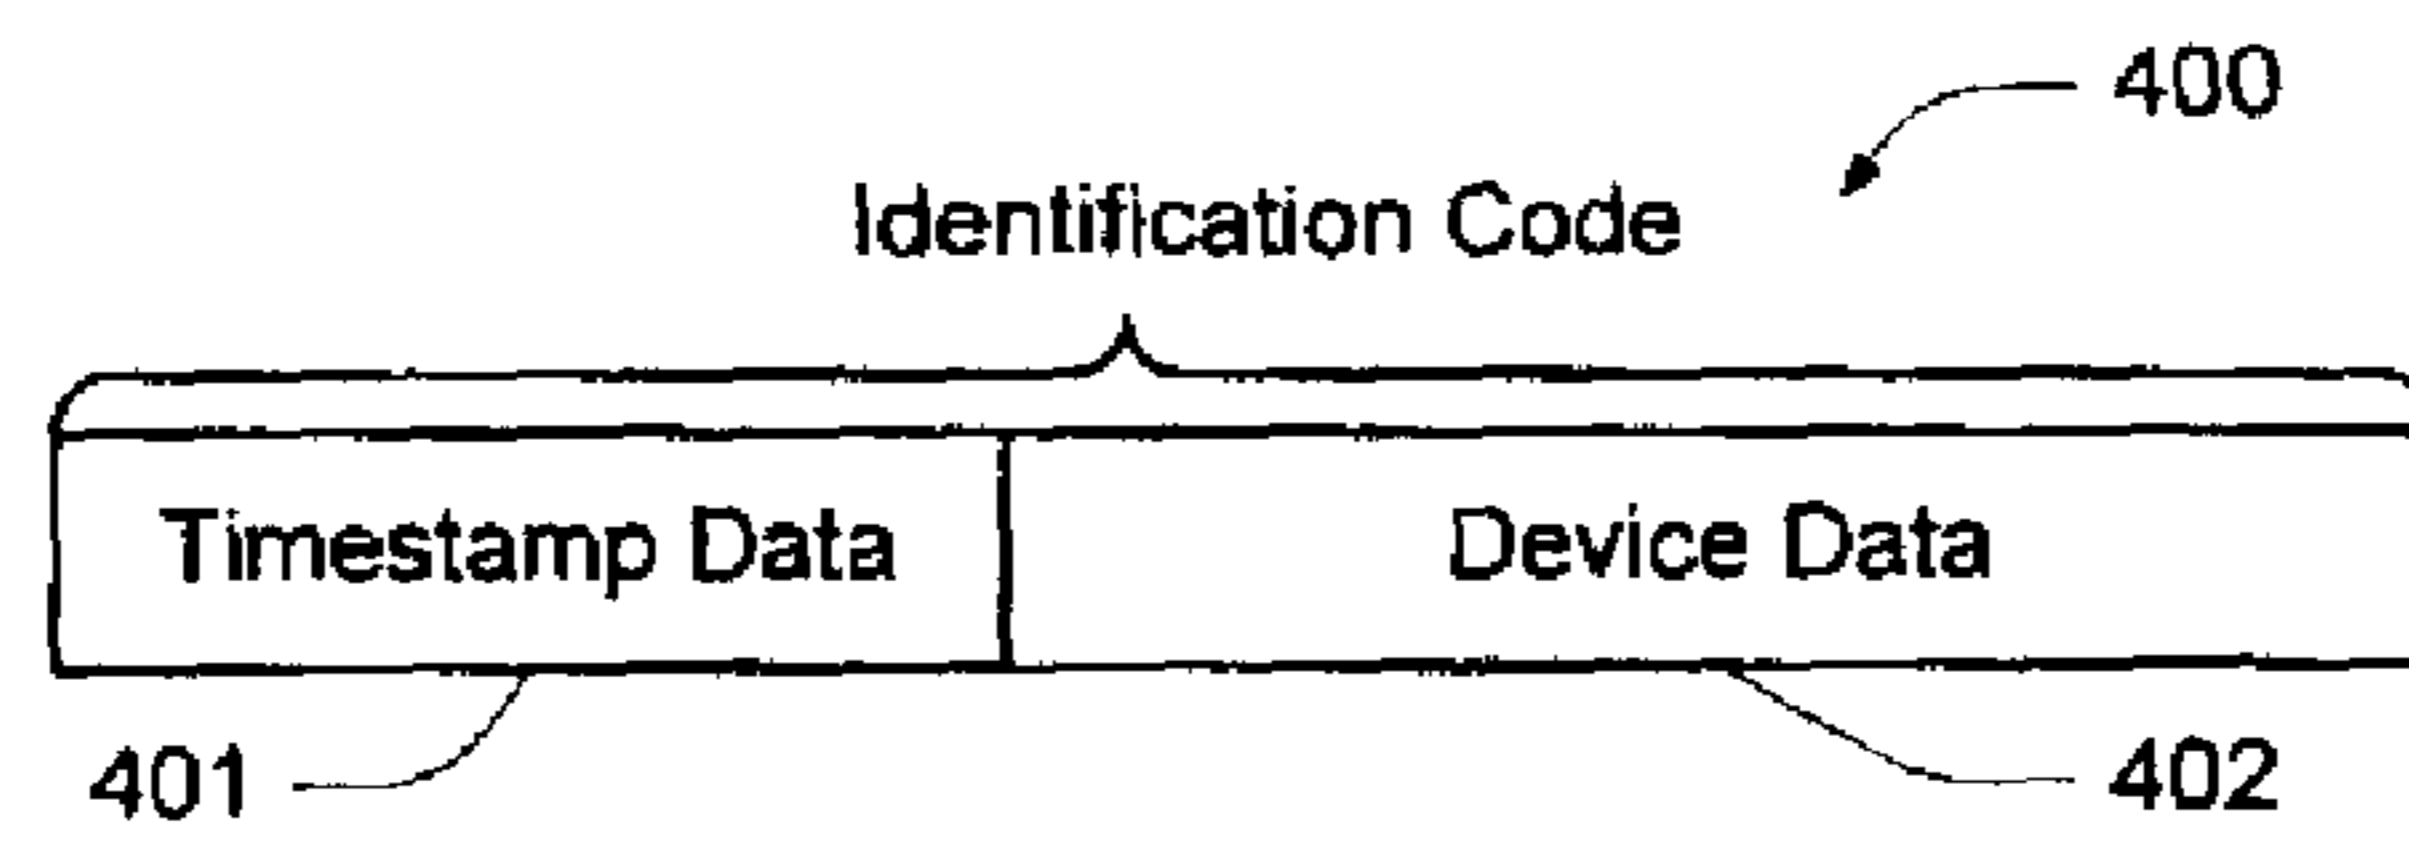 400
Identification Code
Timestamp Data Device Data
401 402